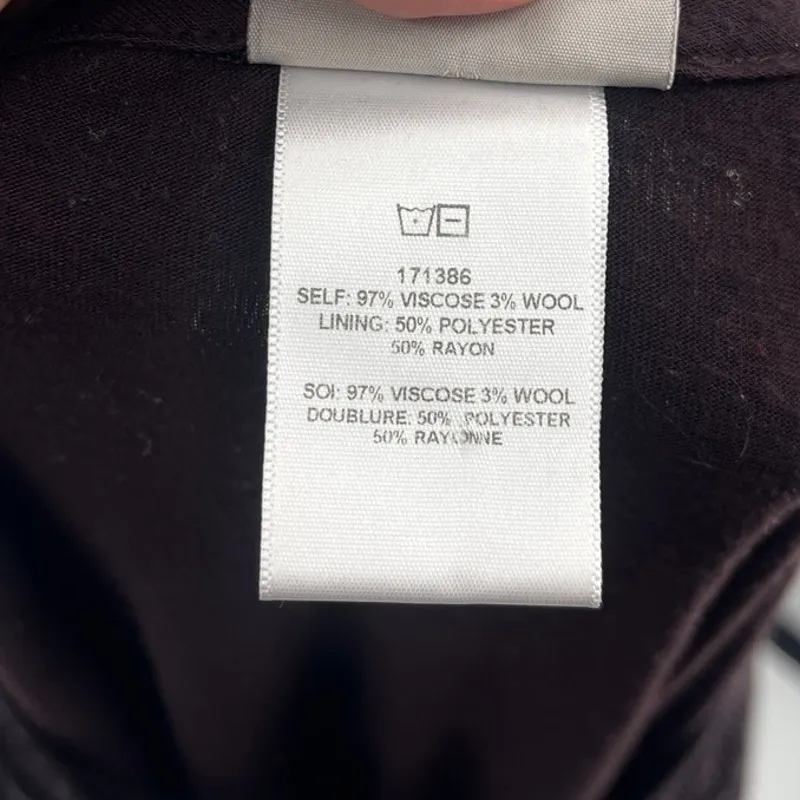 171386
SELF: 97% VISCOSE 3% WOOL
LINING: 50% POLYESTER
50% RAYON
SOI: 97% VISCOSE 3% WOOL
DOUBLURE: 50% POLYESTER
50% RAYONNE